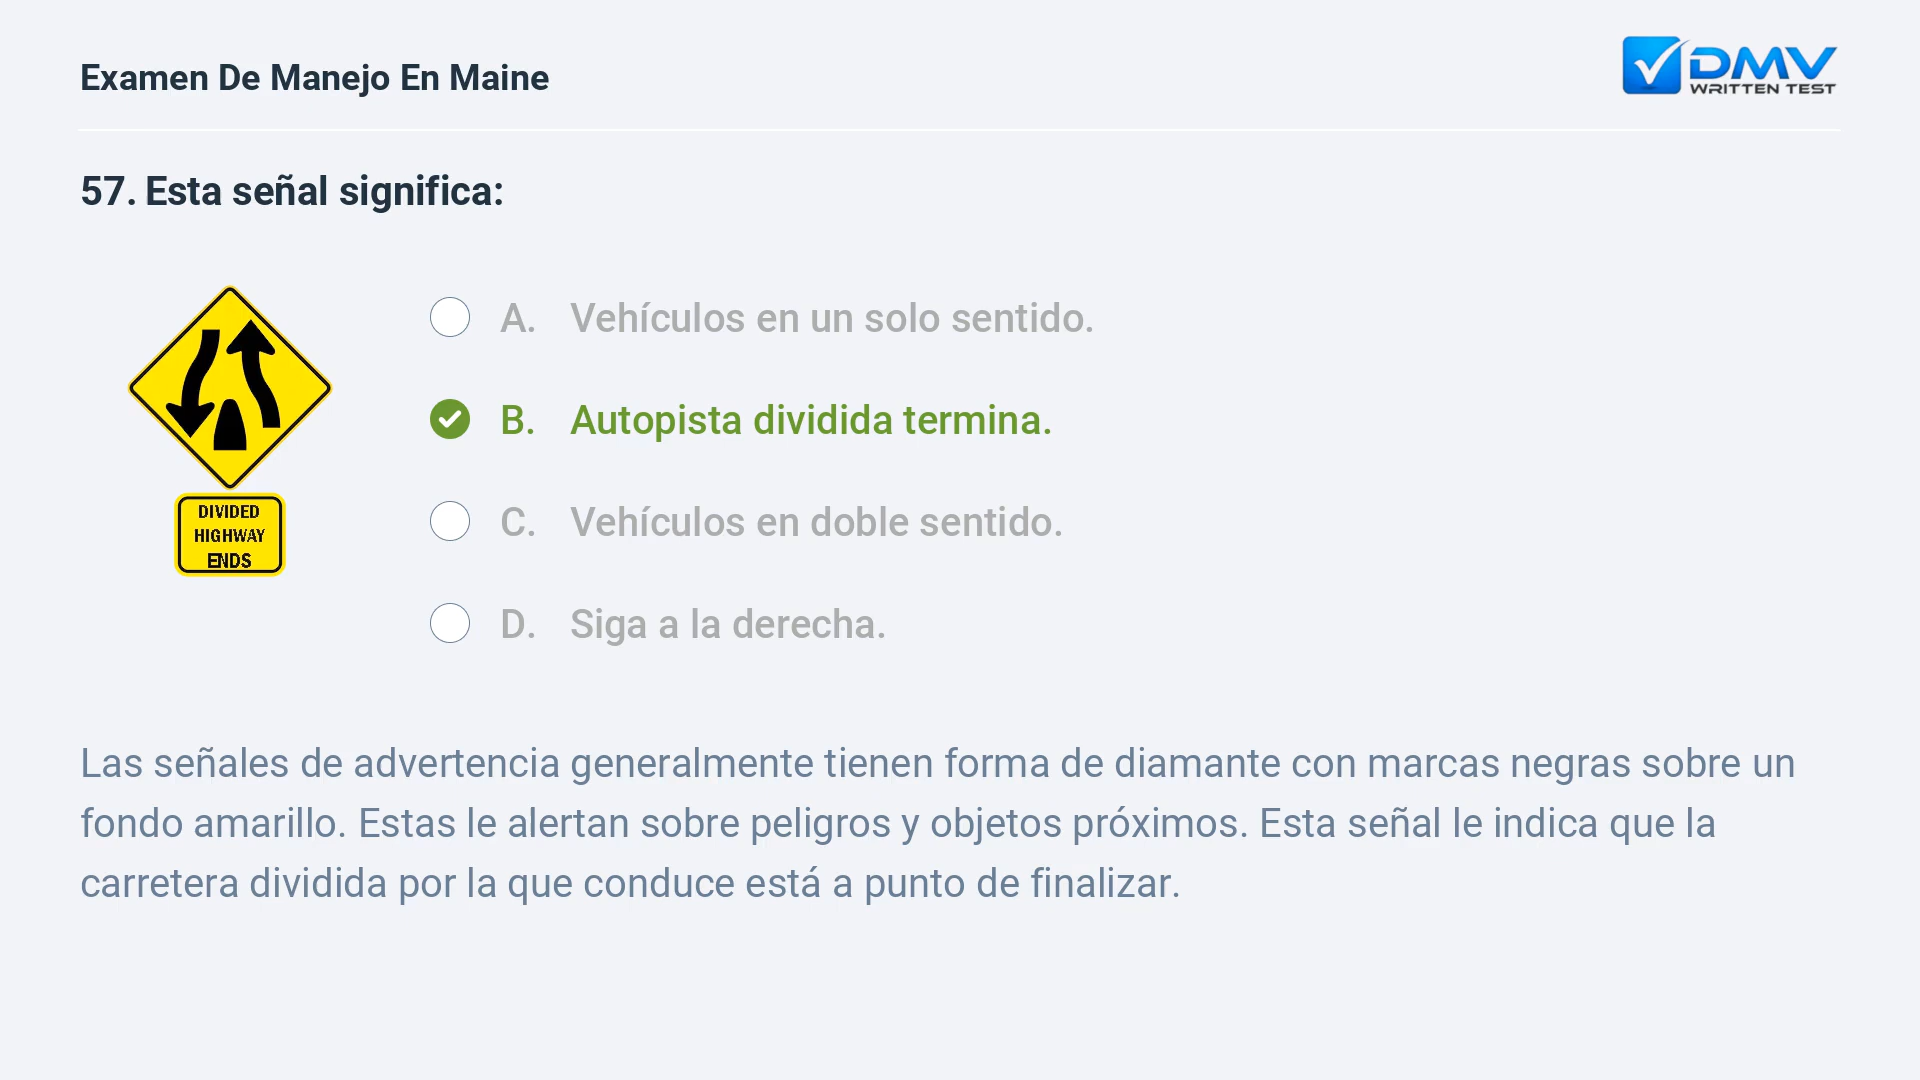 Examen De Manejo En Maine
DMV
WRITTEN TEST
57. Esta señal significa:
DIVIDED
HIGHWAY
ENDS
A. Vehículos en un solo sentido.
B. Autopista dividida termina.
C. Vehículos en doble sentido.
D. Siga a la derecha.
Las señales de advertencia generalmente tienen forma de diamante con marcas negras sobre un
fondo amarillo. Estas le alertan sobre peligros y objetos próximos. Esta señal le indica que la
carretera dividida por la que conduce está a punto de finalizar.